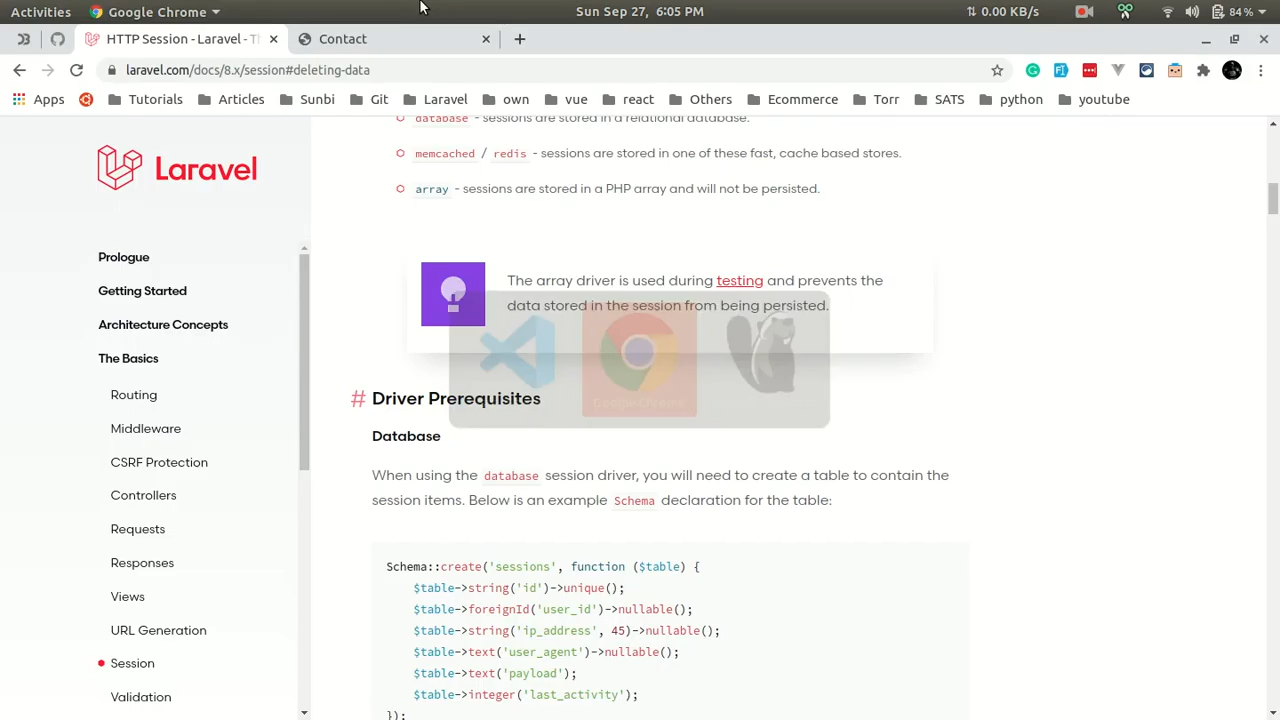 Activities
Google Chrome
Sun Sep 27, 6:05 PM
0.00 KB/s
84 %
HTTP Session - Laravel - Th
Contact
laravel.com/docs/8.x/session#deleting-data
Apps
Tutorials
Articles
Sunbi
Git
Laravel
own
vue
react
Others
Ecommerce
Torr
SATS
python
youtube
Laravel
Prologue
Getting Started
Architecture Concepts
The Basics
Routing
Middleware
CSRF Protection
Controllers
Requests
Responses
Views
URL Generation
Session
Validation
database - sessions are stored in a relational database.
memcached / redis - sessions are stored in one of these fast, cache based stores.
array - sessions are stored in a PHP array and will not be persisted.
The array driver is used during testing and prevents the
data stored in the session from being persisted.
Google Chrome
# Driver Prerequisites
Database
When using the database session driver, you will need to create a table to contain the
session items. Below is an example Schema declaration for the table:
Schema::create('sessions', function ($table) {
$table->string('id')->unique();
$table->foreignId('user_id')->nullable();
$table->string('ip_address', 45)->nullable();
$table->text('user_agent')->nullable();
$table->text('payload');
$table->integer('last_activity');
});